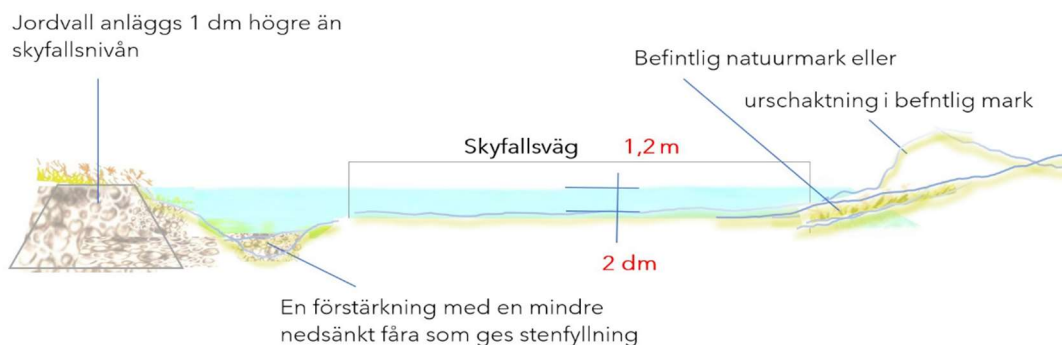 Jordvall anläggs 1 dm högre än
skyfallsnivån
Befintlig natuurmark eller
urschaktning i befntlig mark
Skyfallsväg 1,2 m
2 dm
En förstärkning med en mindre
nedsänkt fåra som ges stenfyllning